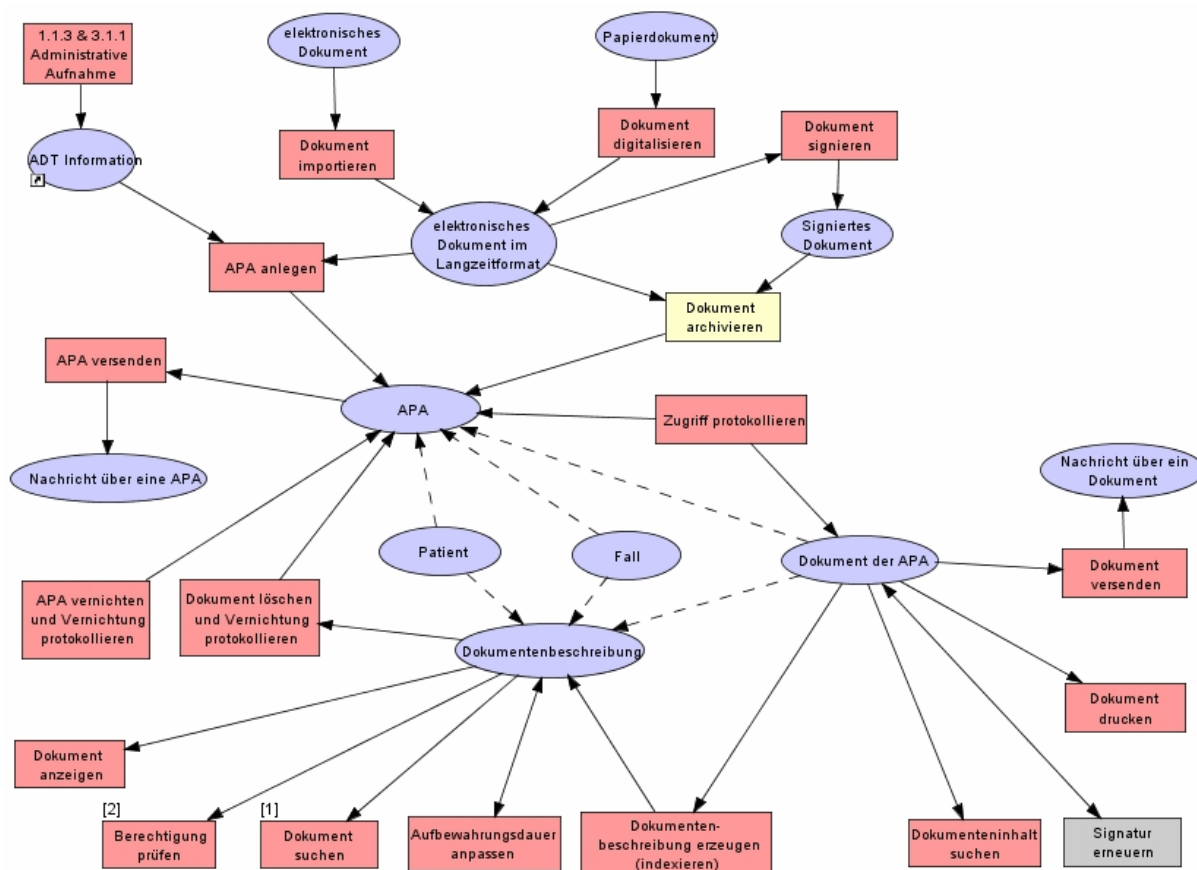 1.1.3 & 3.1.1
Administrative
Aufnahme
elektronisches
Dokument
Papierdokument
ADT Information
Dokument
importieren
Dokument
digitalisieren
Dokument
signieren
elektronisches
Dokument im
Langzeitformat
Signiertes
Dokument
APA anlegen
Dokument
archivieren
APA versenden
APA
Zugriff protokollieren
Nachricht über eine APA
Nachricht über ein
Dokument
Patient
Fall
Dokument der APA
Dokument
versenden
APA vernichten
und Vernichtung
protokollieren
Dokument löschen
und Vernichtung
protokollieren
Dokumentenbeschreibung
Dokument
drucken
Dokument
anzeigen
[2]
Berechtigung
prüfen
[1]
Dokument
suchen
Aufbewahrungsdauer
anpassen
Dokumenten-
beschreibung erzeugen
(indexieren)
Dokumenteninhalt
suchen
Signatur
erneuern